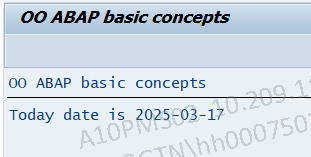 OO ABAP basic concepts
OO ABAP basic concepts
Today date is 2025-03-17